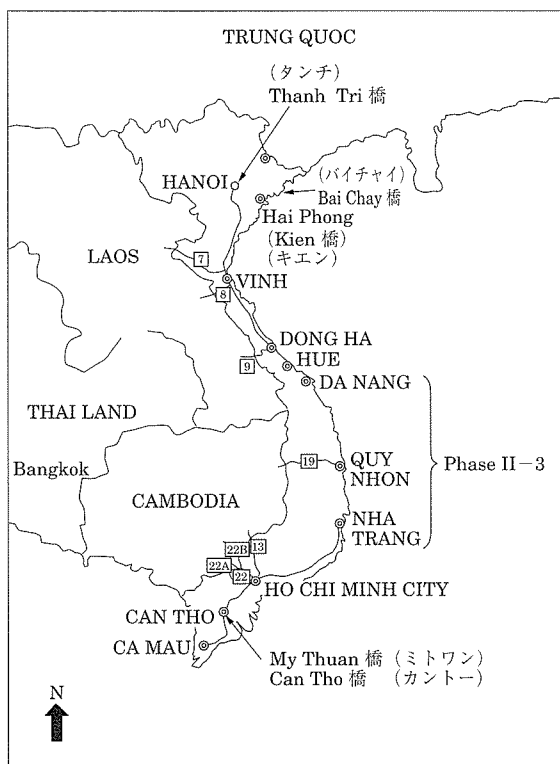 TRUNG QUOC
(タンチ)
Thanh Tri 橋
HANOI
(バイチャイ)
Bai Chay 橋
Hai Phong
(Kien 橋)
(キエン)
LAOS
7
VINH
8
DONG HA
HUE
9
DA NANG
THAI LAND
Bangkok
19
QUY
NHON
Phase II-3
CAMBODIA
NHA
TRANG
22B
13
22A
22
HO CHI MINH CITY
CAN THO
CA MAU
My Thuan 橋 (ミトワン)
Can Tho 橋 (カントー)
N